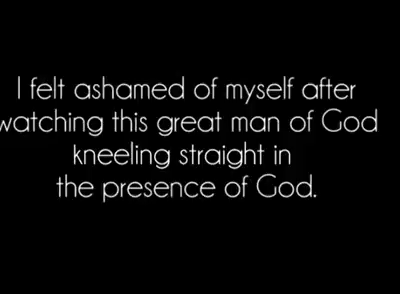 I felt ashamed of myself after
watching this great man of God
kneeling straight in
the presence of God.